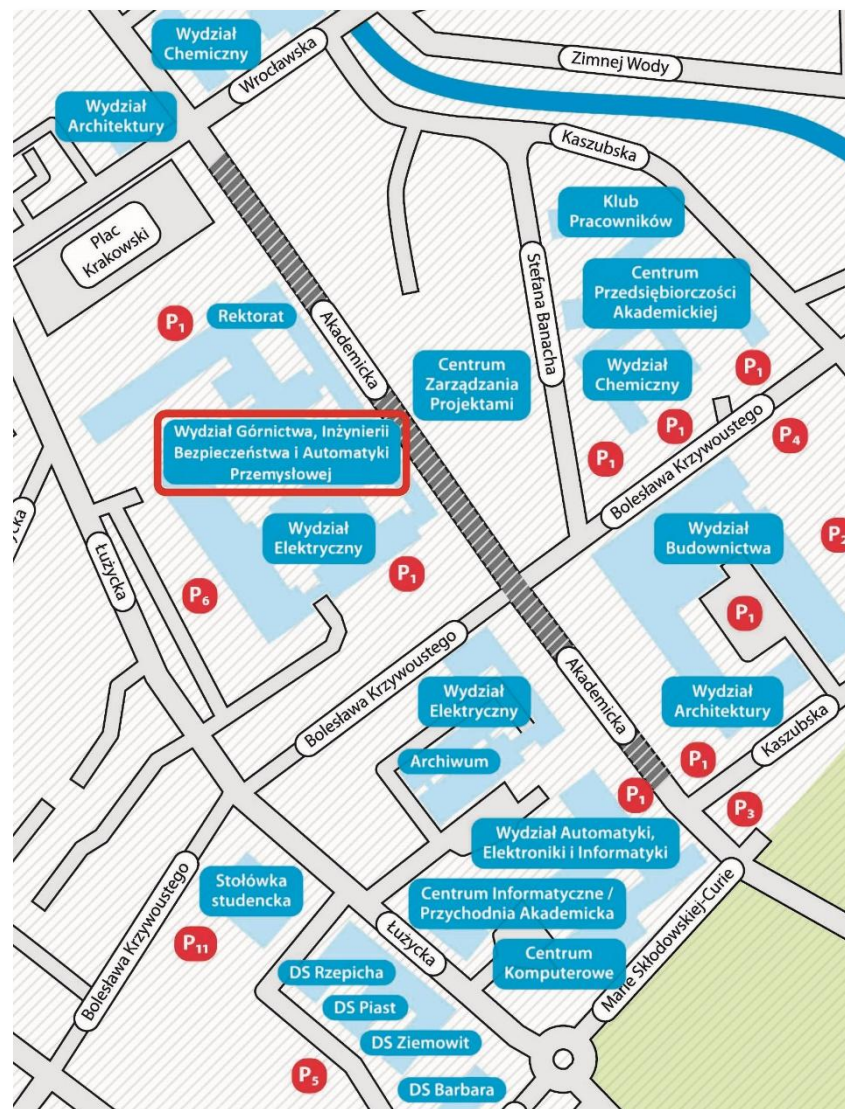 Wydział
Chemiczny
Wrocławska
Zimnej Wody
Wydział
Architektury
Kaszubska
Klub
Pracowników
Plac
Krakowski
Stefana Banacha
Centrum
Przedsiębiorczości
Akademickiej
P1
Rektorat
Akademicka
Centrum
Zarządzania
Projektami
Wydział
Chemiczny
P1
P1
P1
P4
Wydział Górnictwa, Inżynierii
Bezpieczeństwa i Automatyki
Przemysłowej
Bolesława Krzywoustego
Wydział
Elektryczny
Wydział
Budownictwa
P2
Łużycka
P6
P1
P1
Bolesława Krzywoustego
Akademicka
Wydział
Elektryczny
Wydział
Architektury
Kaszubska
Archiwum
P1
P1
P3
Wydział Automatyki,
Elektroniki i Informatyki
Stołówka
studencka
Centrum Informatyczne /
Przychodnia Akademicka
Marie Skłodowskiej-Curie
Bolesława Krzywoustego
P11
Łużycka
Centrum
Komputerowe
DS Rzepicha
DS Piast
DS Ziemowit
P5
DS Barbara